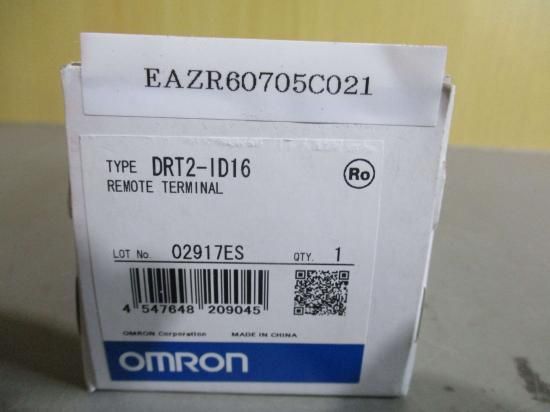 EAZR60705C021
TYPE DRT2-ID16
REMOTE TERMINAL
Ro
LOT No. 02917ES QTY. 1
4 547648 209045
OMRON Corporation MADE IN CHINA
OMRON